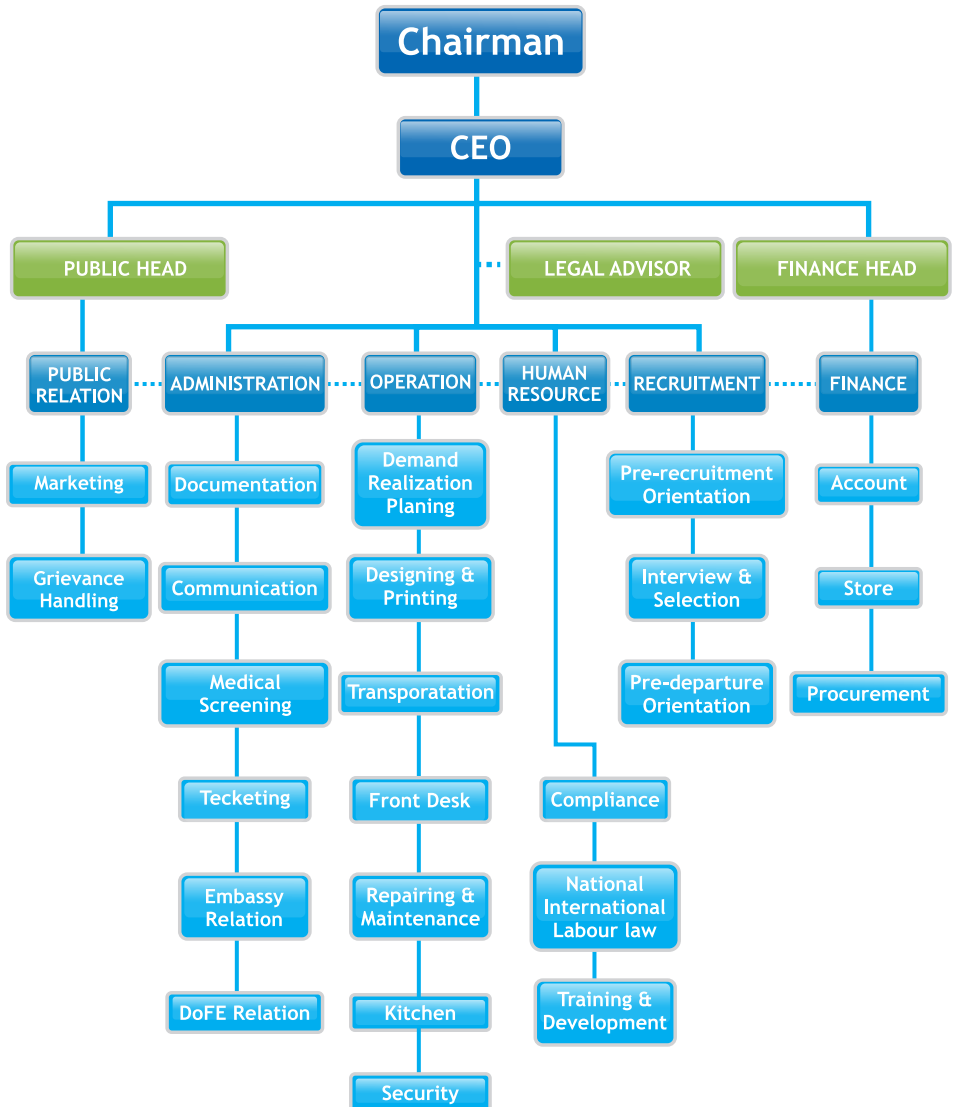 Chairman
CEO
PUBLIC HEAD
LEGAL ADVISOR
FINANCE HEAD
PUBLIC
RELATION
ADMINISTRATION
OPERATION
HUMAN
RESOURCE
RECRUITMENT
FINANCE
Marketing
Grievance
Handling
Documentation
Communication
Medical
Screening
Tecketing
Embassy
Relation
DoFE Relation
Demand
Realization
Planing
Designing &
Printing
Transporatation
Front Desk
Repairing &
Maintenance
Kitchen
Security
Compliance
National
International
Labour law
Training &
Development
Pre-recruitment
Orientation
Interview &
Selection
Pre-departure
Orientation
Account
Store
Procurement